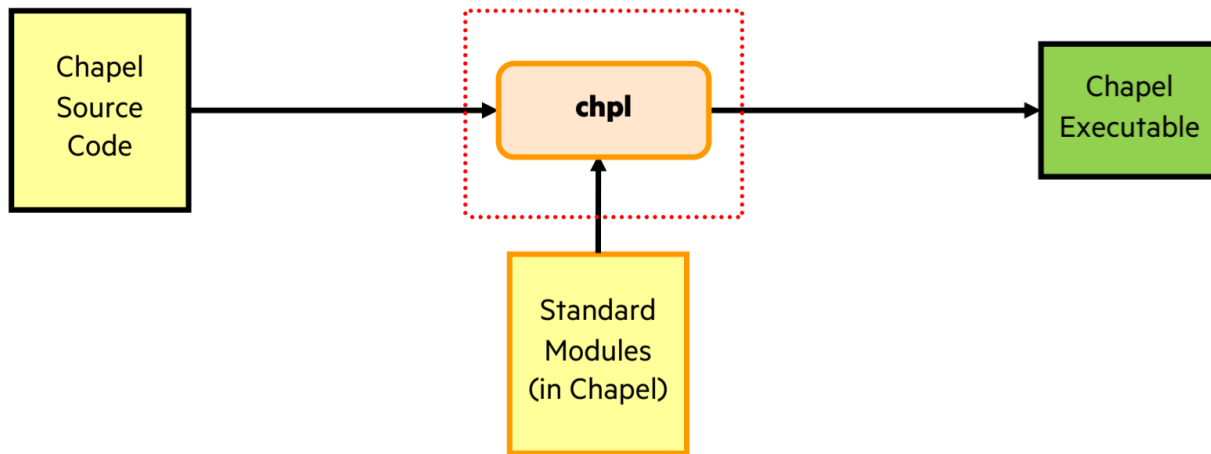 Chapel
Source
Code
chpl
Chapel
Executable
Standard
Modules
(in Chapel)